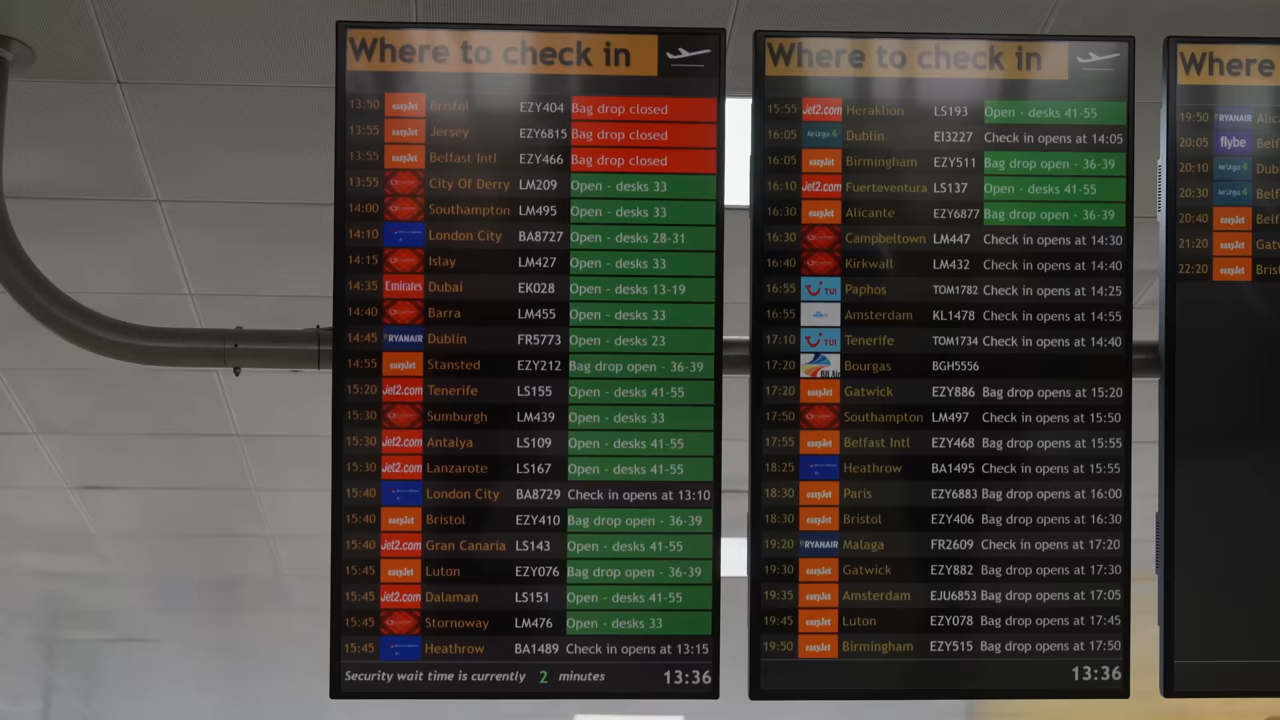 Where to check in
13:50 easyJet Bristol EZY404 Bag drop closed
13:55 easyJet Jersey EZY6815 Bag drop closed
13:55 easyJet Belfast Intl EZY466 Bag drop closed
13:55 City Of Derry LM209 Open - desks 33
14:00 Southampton LM495 Open - desks 33
14:10 London City BA8727 Open - desks 28-31
14:15 Islay LM427 Open - desks 33
14:35 Emirates Dubai EK028 Open - desks 13-19
14:40 Barra LM455 Open - desks 33
14:45 RYANAIR Dublin FR5773 Open - desks 23
14:55 easyJet Stansted EZY212 Bag drop open - 36-39
15:20 Jet2.com Tenerife LS155 Open - desks 41-55
15:30 Sumburgh LM439 Open - desks 33
15:30 Jet2.com Antalya LS109 Open - desks 41-55
15:30 Jet2.com Lanzarote LS167 Open - desks 41-55
15:40 London City BA8729 Check in opens at 13:10
15:40 easyJet Bristol EZY410 Bag drop open - 36-39
15:40 Jet2.com Gran Canaria LS143 Open - desks 41-55
15:45 easyJet Luton EZY076 Bag drop open - 36-39
15:45 Jet2.com Dalaman LS151 Open - desks 41-55
15:45 Stornoway LM476 Open - desks 33
15:45 Heathrow BA1489 Check in opens at 13:15
Security wait time is currently 2 minutes 13:36
Where to check in
15:55 Jet2.com Heraklion LS193 Open - desks 41-55
16:05 Aer Lingus Dublin EI3227 Check in opens at 14:05
16:05 easyJet Birmingham EZY511 Bag drop open - 36-39
16:10 Jet2.com Fuerteventura LS137 Open - desks 41-55
16:30 easyJet Alicante EZY6877 Bag drop open - 36-39
16:30 Campbeltown LM447 Check in opens at 14:30
16:40 Kirkwall LM432 Check in opens at 14:40
16:55 TUI Paphos TOM1782 Check in opens at 14:25
16:55 Amsterdam KL1478 Check in opens at 14:55
17:10 TUI Tenerife TOM1734 Check in opens at 14:40
17:20 BH Air Bourgas BGH5556
17:20 easyJet Gatwick EZY886 Bag drop opens at 15:20
17:50 Southampton LM497 Check in opens at 15:50
17:55 easyJet Belfast Intl EZY468 Bag drop opens at 15:55
18:25 Heathrow BA1495 Check in opens at 15:55
18:30 easyJet Paris EZY6883 Bag drop opens at 16:00
18:30 easyJet Bristol EZY406 Bag drop opens at 16:30
19:20 RYANAIR Malaga FR2609 Check in opens at 17:20
19:30 easyJet Gatwick EZY882 Bag drop opens at 17:30
19:35 easyJet Amsterdam EJU6853 Bag drop opens at 17:05
19:45 easyJet Luton EZY078 Bag drop opens at 17:45
19:50 easyJet Birmingham EZY515 Bag drop opens at 17:50
13:36
Where
19:50 RYANAIR Alic
20:05 flybe Belf
20:10 Aer Lingus Dub
20:30 Aer Lingus Belf
20:40 easyJet Belf
21:20 easyJet Gatw
22:20 easyJet Bris